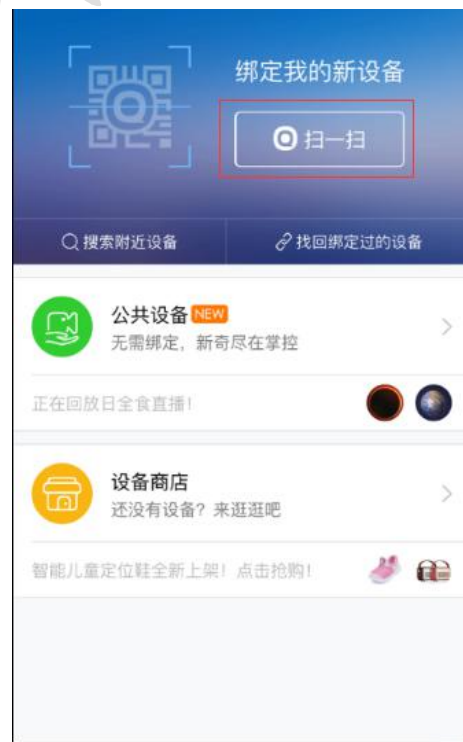 绑定我的新设备
扫一扫
搜索附近设备
找回绑定过的设备
公共设备 NEW
无需绑定，新奇尽在掌控
正在回放日全食直播！
设备商店
还没有设备？来逛逛吧
智能儿童定位鞋全新上架！点击抢购！